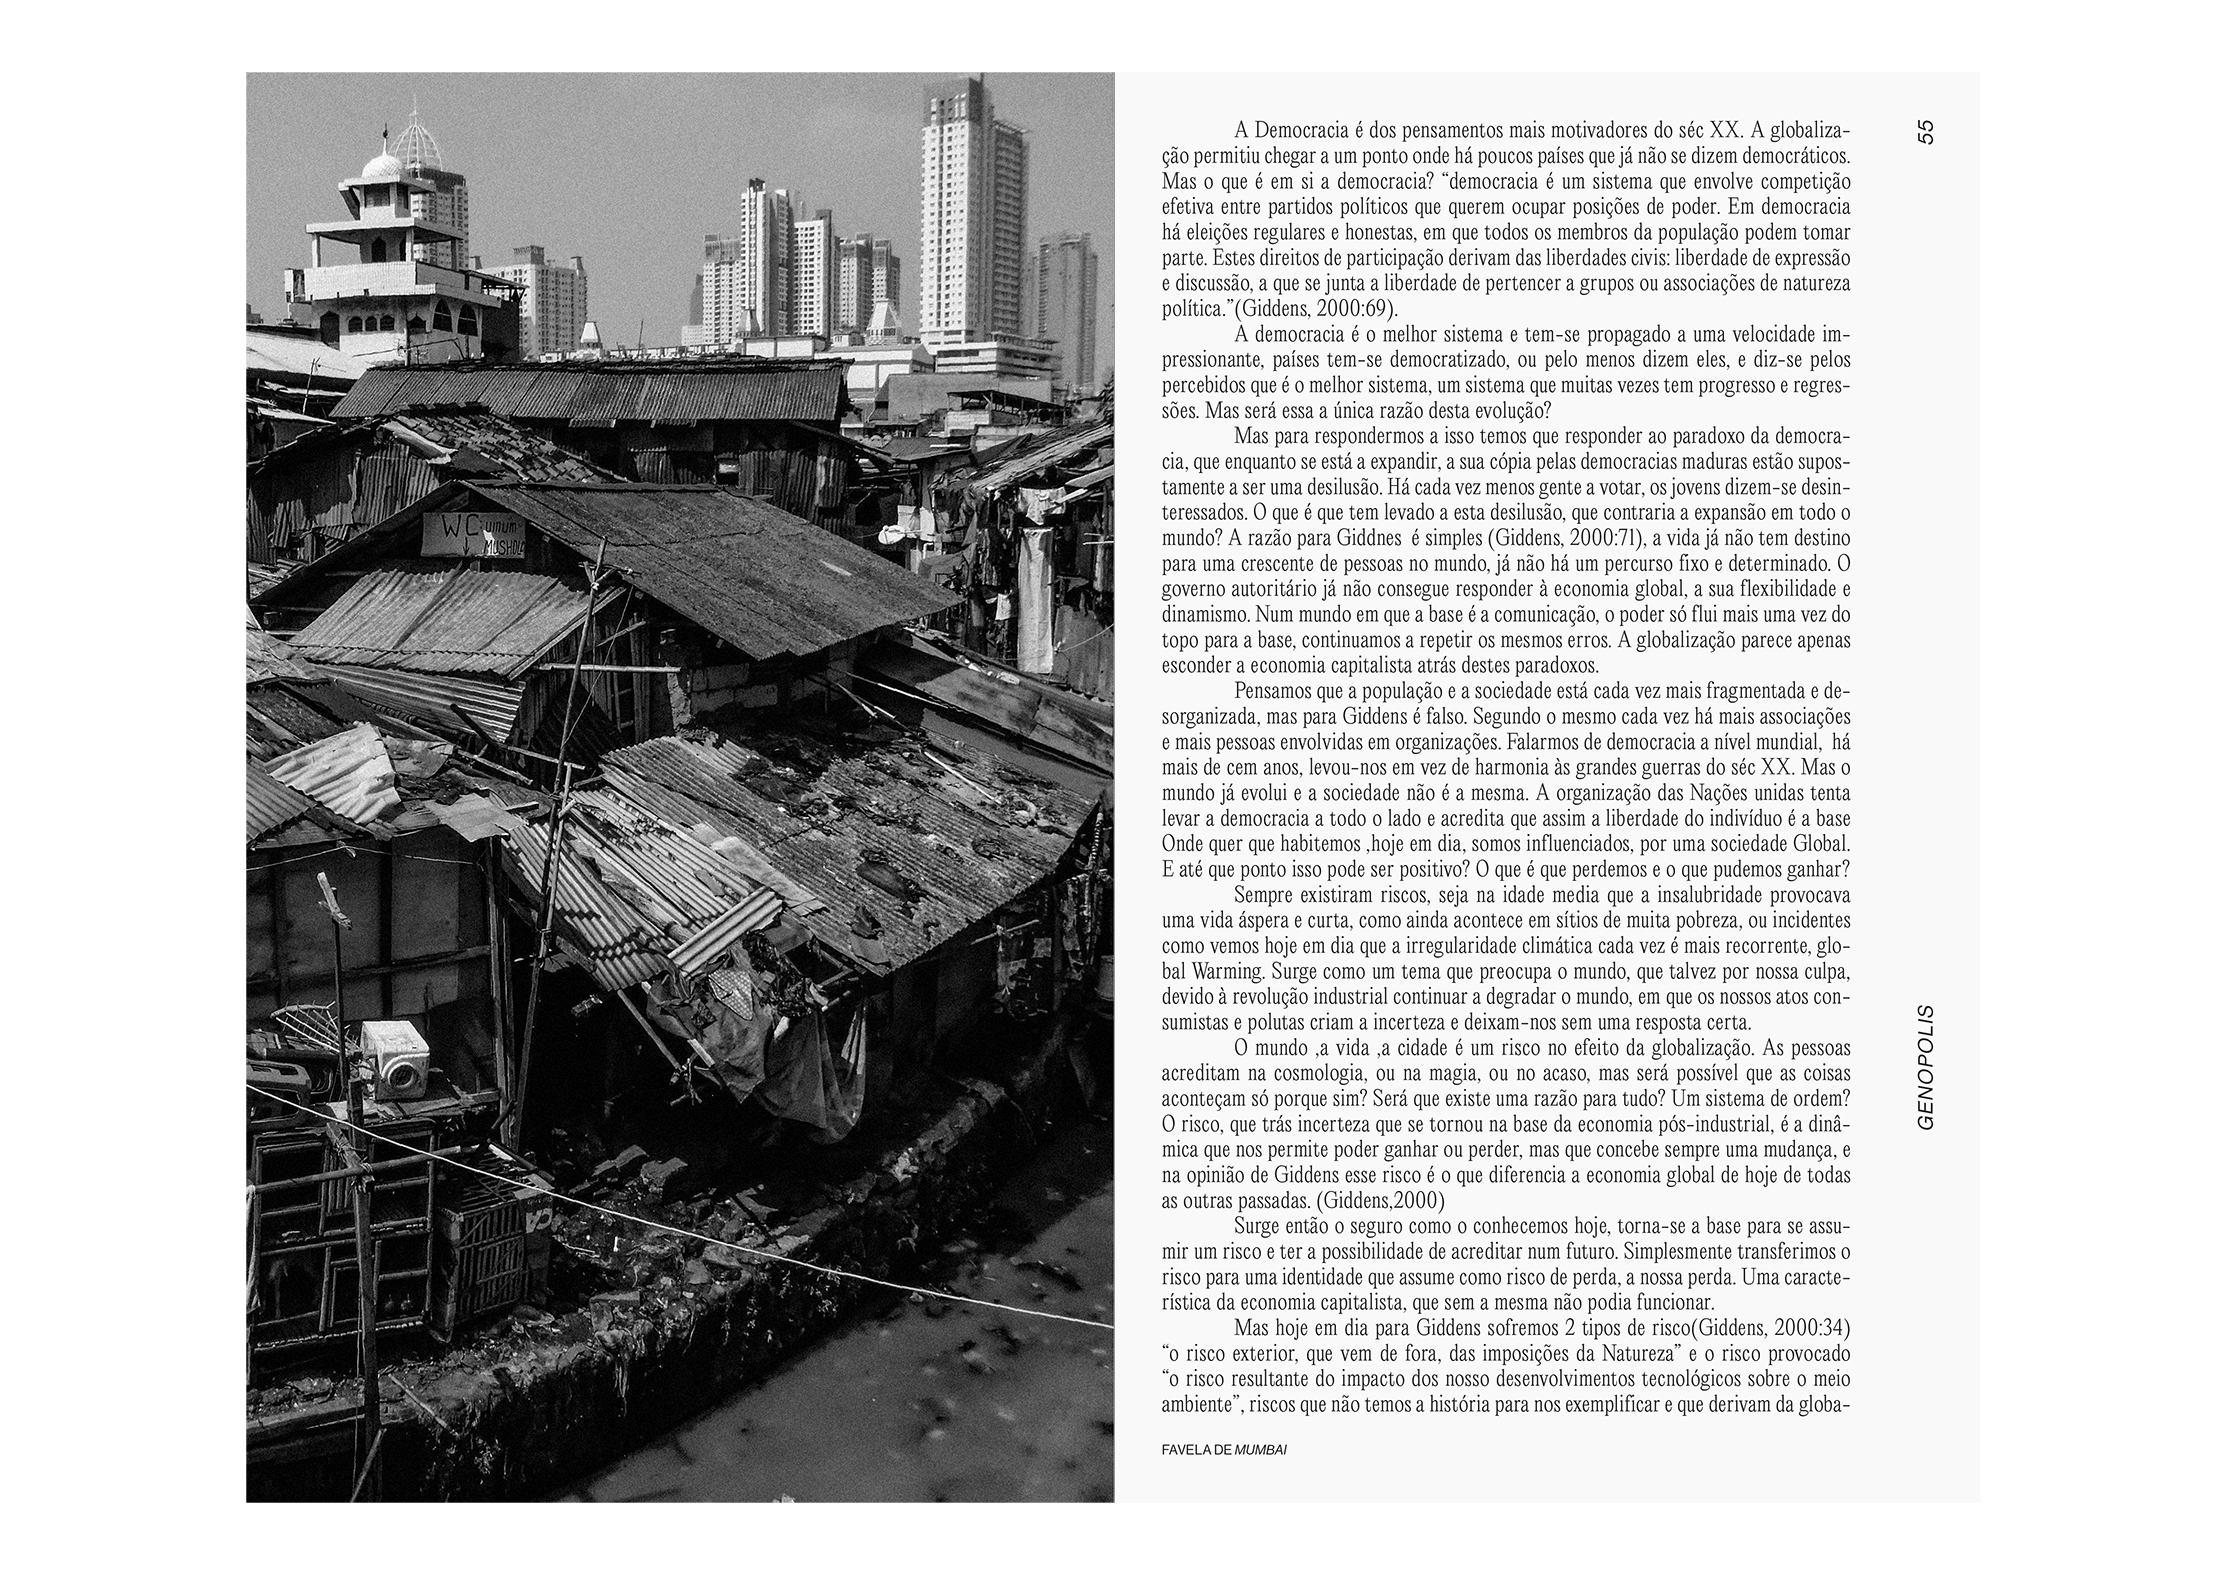 WC umum
MUSHOLA
A Democracia é dos pensamentos mais motivadores do séc XX. A globaliza-
ção permitiu chegar a um ponto onde há poucos países que já não se dizem democráticos.
Mas o que é em si a democracia? “democracia é um sistema que envolve competição
efetiva entre partidos políticos que querem ocupar posições de poder. Em democracia
há eleições regulares e honestas, em que todos os membros da população podem tomar
parte. Estes direitos de participação derivam das liberdades civis: liberdade de expressão
e discussão, a que se junta a liberdade de pertencer a grupos ou associações de natureza
política.”(Giddens, 2000:69).
A democracia é o melhor sistema e tem-se propagado a uma velocidade im-
pressionante, países tem-se democratizado, ou pelo menos dizem eles, e diz-se pelos
percebidos que é o melhor sistema, um sistema que muitas vezes tem progresso e regres-
sões. Mas será essa a única razão desta evolução?
Mas para respondermos a isso temos que responder ao paradoxo da democra-
cia, que enquanto se está a expandir, a sua cópia pelas democracias maduras estão supos-
tamente a ser uma desilusão. Há cada vez menos gente a votar, os jovens dizem-se desin-
teressados. O que é que tem levado a esta desilusão, que contraria a expansão em todo o
mundo? A razão para Giddnes  é simples (Giddens, 2000:71), a vida já não tem destino
para uma crescente de pessoas no mundo, já não há um percurso fixo e determinado. O
governo autoritário já não consegue responder à economia global, a sua flexibilidade e
dinamismo. Num mundo em que a base é a comunicação, o poder só flui mais uma vez do
topo para a base, continuamos a repetir os mesmos erros. A globalização parece apenas
esconder a economia capitalista atrás destes paradoxos.
Pensamos que a população e a sociedade está cada vez mais fragmentada e de-
sorganizada, mas para Giddens é falso. Segundo o mesmo cada vez há mais associações
e mais pessoas envolvidas em organizações. Falarmos de democracia a nível mundial,  há
mais de cem anos, levou-nos em vez de harmonia às grandes guerras do séc XX. Mas o
mundo já evolui e a sociedade não é a mesma. A organização das Nações unidas tenta
levar a democracia a todo o lado e acredita que assim a liberdade do indivíduo é a base
Onde quer que habitemos ,hoje em dia, somos influenciados, por uma sociedade Global.
E até que ponto isso pode ser positivo? O que é que perdemos e o que pudemos ganhar?
Sempre existiram riscos, seja na idade media que a insalubridade provocava
uma vida áspera e curta, como ainda acontece em sítios de muita pobreza, ou incidentes
como vemos hoje em dia que a irregularidade climática cada vez é mais recorrente, glo-
bal Warming. Surge como um tema que preocupa o mundo, que talvez por nossa culpa,
devido à revolução industrial continuar a degradar o mundo, em que os nossos atos con-
sumistas e polutas criam a incerteza e deixam-nos sem uma resposta certa.
O mundo ,a vida ,a cidade é um risco no efeito da globalização. As pessoas
acreditam na cosmologia, ou na magia, ou no acaso, mas será possível que as coisas
aconteçam só porque sim? Será que existe uma razão para tudo? Um sistema de ordem?
O risco, que trás incerteza que se tornou na base da economia pós-industrial, é a dinâ-
mica que nos permite poder ganhar ou perder, mas que concebe sempre uma mudança, e
na opinião de Giddens esse risco é o que diferencia a economia global de hoje de todas
as outras passadas. (Giddens,2000)
Surge então o seguro como o conhecemos hoje, torna-se a base para se assu-
mir um risco e ter a possibilidade de acreditar num futuro. Simplesmente transferimos o
risco para uma identidade que assume como risco de perda, a nossa perda. Uma caracte-
rística da economia capitalista, que sem a mesma não podia funcionar.
Mas hoje em dia para Giddens sofremos 2 tipos de risco(Giddens, 2000:34)
“o risco exterior, que vem de fora, das imposições da Natureza” e o risco provocado
“o risco resultante do impacto dos nosso desenvolvimentos tecnológicos sobre o meio
ambiente”, riscos que não temos a história para nos exemplificar e que derivam da globa-
FAVELA DE MUMBAI
55
GENOPOLIS